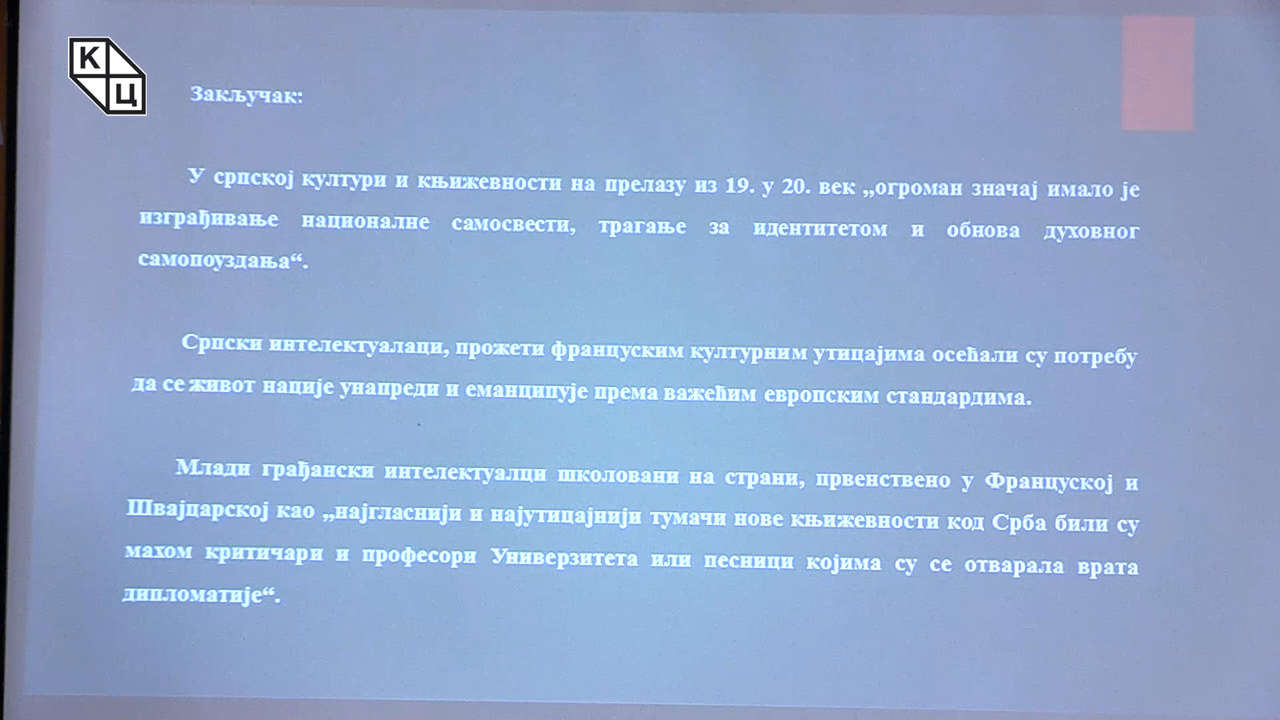 К
Ц
Закључак:
У српској култури и књижевности на прелазу из 19. у 20. век „огроман значај имало је
изграђивање националне самосвести, трагање за идентитетом и обнова духовног
самопоуздања“.
Српски интелектуалаци, прожети француским културним утицајима осећали су потребу
да се живот нације унапреди и еманципује према важећим европским стандардима.
Млади грађански интелектуалци школовани на страни, првенствено у Француској и
Швајцарској као „најгласнији и најутицајнији тумачи нове књижевности код Срба били су
махом критичари и професори Универзитета или песници којима су се отварала врата
дипломатије“.